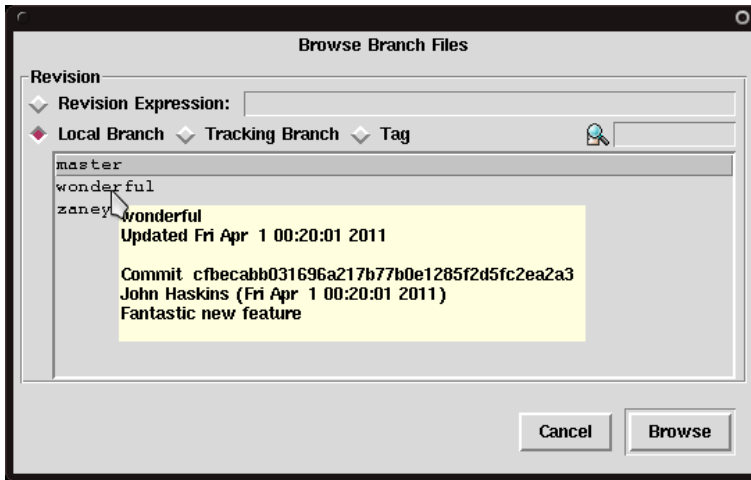 Browse Branch Files
Revision
Revision Expression:
Local Branch Tracking Branch Tag
master
wonderful
zaney
wonderful
Updated Fri Apr 1 00:20:01 2011
Commit cfbecabb031696a217b77b0e1285f2d5fc2ea2a3
John Haskins (Fri Apr 1 00:20:01 2011)
Fantastic new feature
Cancel Browse